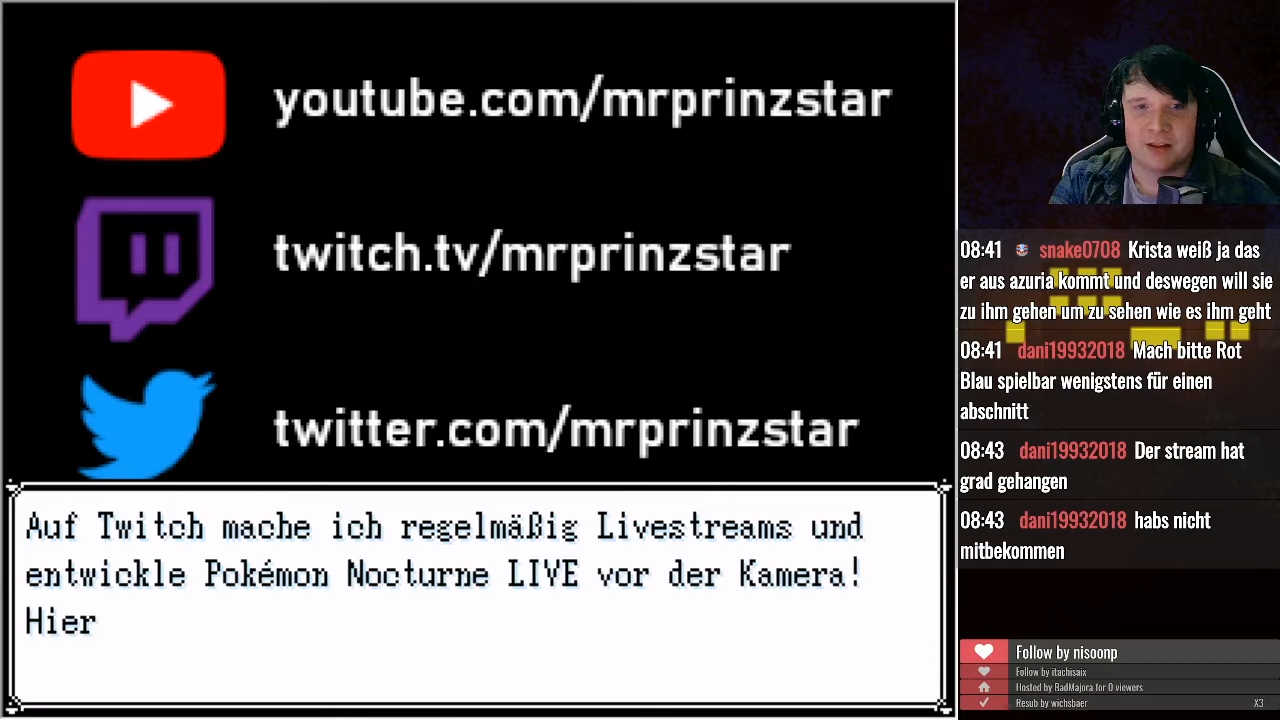 youtube.com/mrprinzstar
twitch.tv/mrprinzstar
twitter.com/mrprinzstar
Auf Twitch mache ich regelmäßig Livestreams und
entwickle Pokémon Nocturne LIVE vor der Kamera!
Hier
08:41 snake0708 Krista weiß ja das
er aus azuria kommt und deswegen will sie
zu ihm gehen um zu sehen wie es ihm geht
08:41 dani19932018 Mach bitte Rot
Blau spielbar wenigstens für einen
abschnitt
08:43 dani19932018 Der stream hat
grad gehangen
08:43 dani19932018 habs nicht
mitbekommen
Follow by nisoonp
Follow by itachisaix
Hosted by BadMajora for 0 viewers
Resub by wichsbaer X3